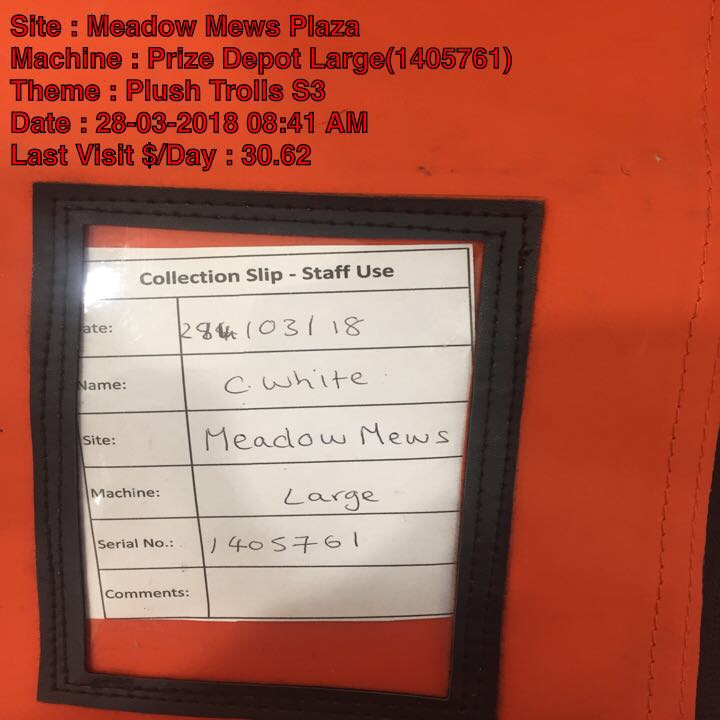 Site : Meadow Mews Plaza
Machine : Prize Depot Large(1405761)
Theme : Plush Trolls S3
Date : 28-03-2018 08:41 AM
Last Visit $/Day : 30.62
Collection Slip - Staff Use
ate: /03/18
Name: C. White
Site: Meadow Mews
Machine: Large
Serial No.: 1405761
Comments: